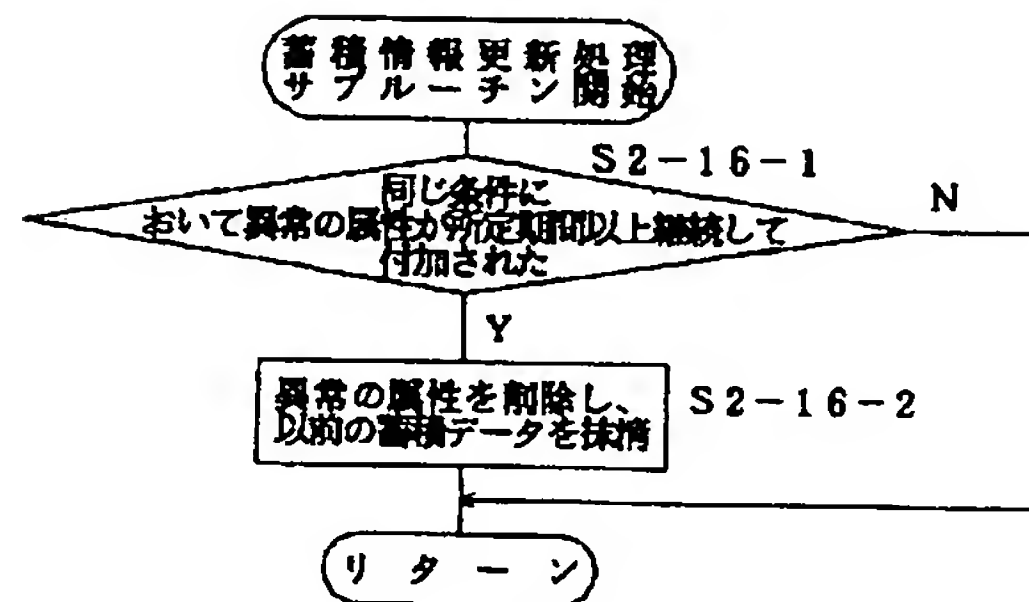 蓄積情報更新処理
サブルーチン開始
S2-16-1
同じ条件に
おいて異常の属性が所定期間以上継続して
付加された
N
Y
異常の属性を削除し、
以前の蓄積データを抹消
S2-16-2
リターン